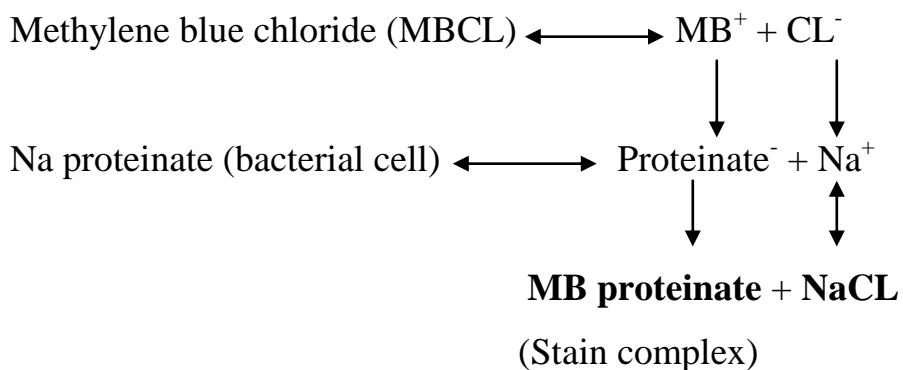 Methylene blue chloride (MBCL) MB⁺ + CL⁻
Na proteinate (bacterial cell) Proteinate⁻ + Na⁺
MB proteinate + NaCL
(Stain complex)